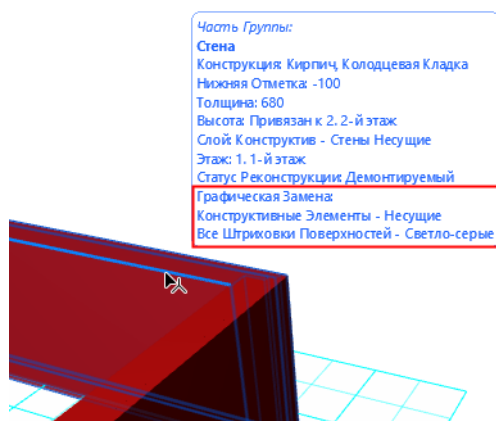 Часть Группы:
Стена
Конструкция: Кирпич, Колодцевая Кладка
Нижняя Отметка: -100
Толщина: 680
Высота: Привязан к 2. 2-й этаж
Слой: Конструктив - Стены Несущие
Этаж: 1. 1-й этаж
Статус Реконструкции: Демонтируемый
Графическая Замена:
Конструктивные Элементы - Несущие
Все Штриховки Поверхностей - Светло-серые